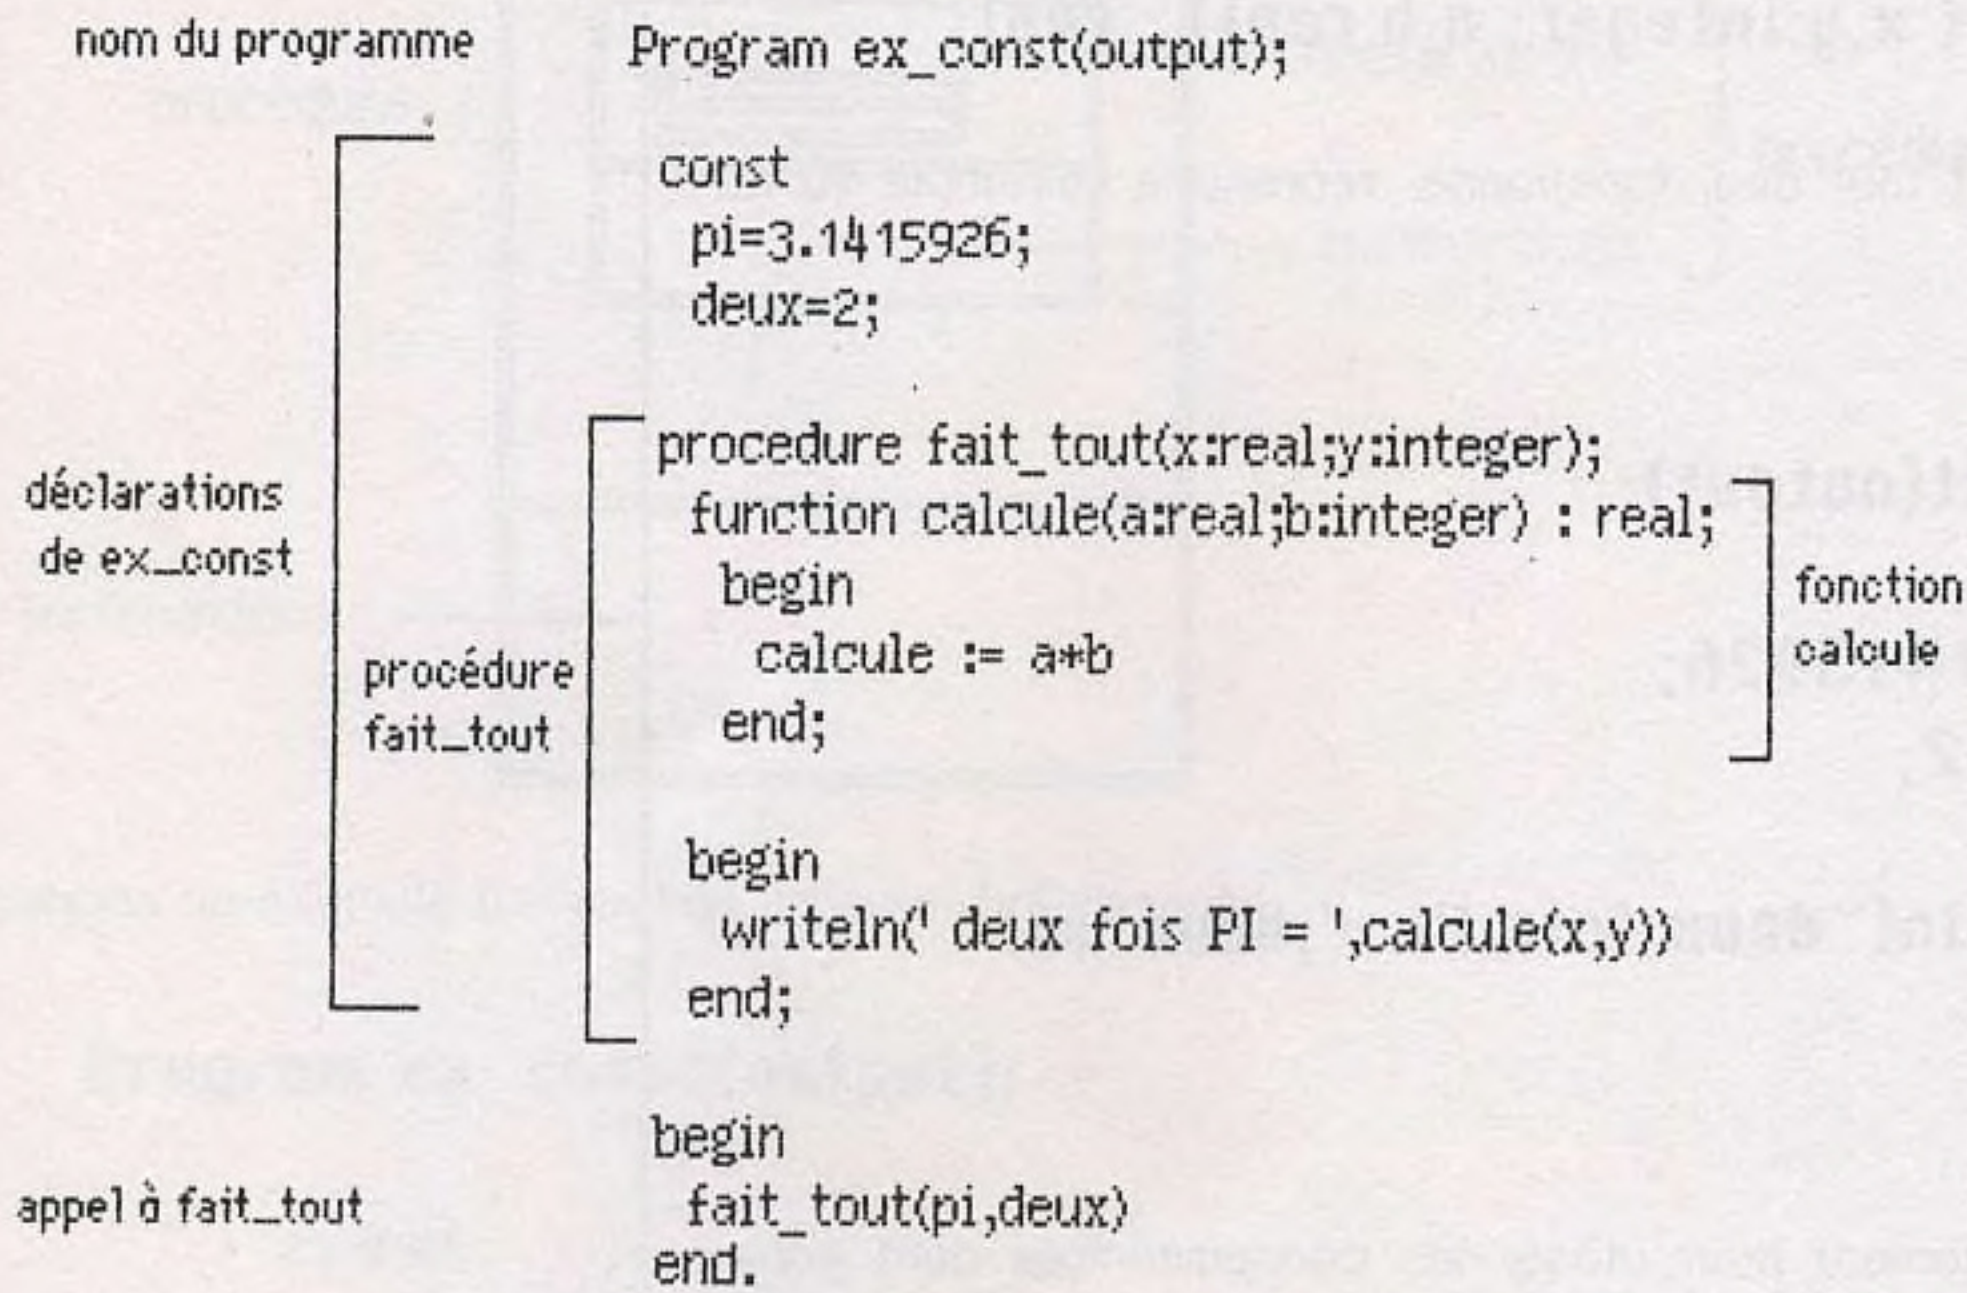 nom du programme
Program ex_const(output);
const
pi=3.1415926;
deux=2;
déclarations
de ex_const
procédure
fait_tout
procedure fait_tout(x:real;y:integer);
function calcule(a:real;b:integer) : real;
begin
calcule := a*b
end;
fonction
calcule
begin
writeln(' deux fois PI = ',calcule(x,y))
end;
appel à fait_tout
begin
fait_tout(pi,deux)
end.